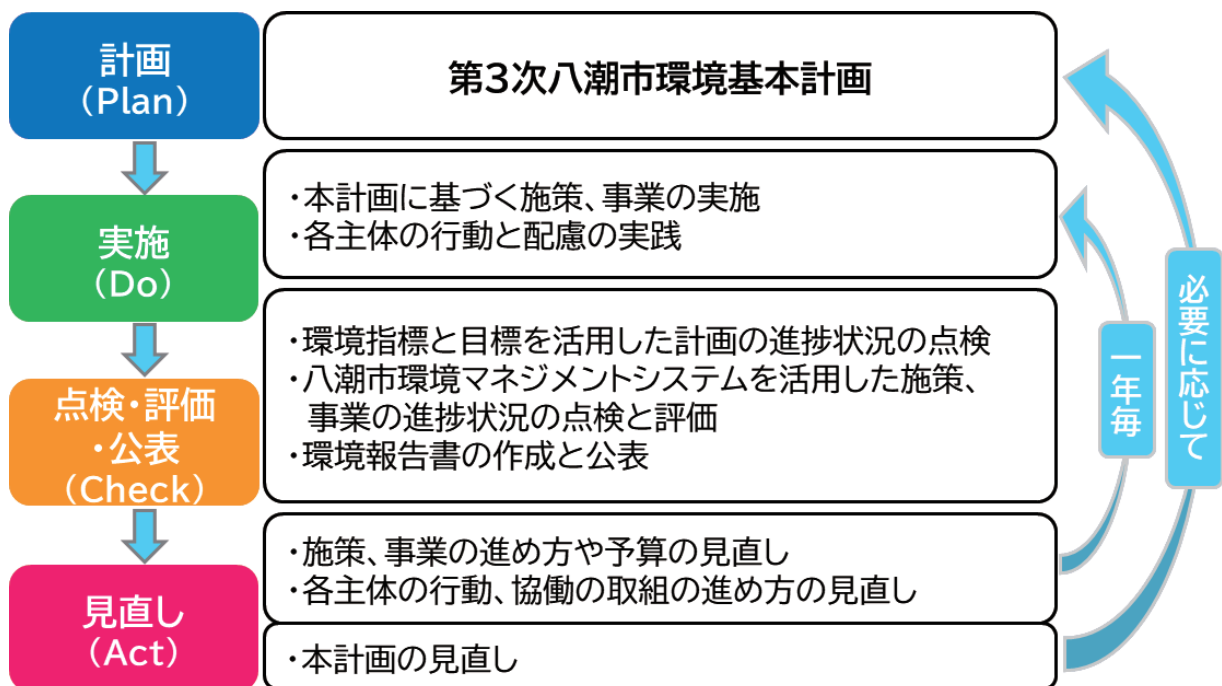 計画
(Plan)
第3次八潮市環境基本計画
実施
(Do)
・本計画に基づく施策、事業の実施
・各主体の行動と配慮の実践
点検・評価
・公表
(Check)
・環境指標と目標を活用した計画の進捗状況の点検
・八潮市環境マネジメントシステムを活用した施策、
事業の進捗状況の点検と評価
・環境報告書の作成と公表
見直し
(Act)
・施策、事業の進め方や予算の見直し
・各主体の行動、協働の取組の進め方の見直し
・本計画の見直し
一年毎
必要に応じて